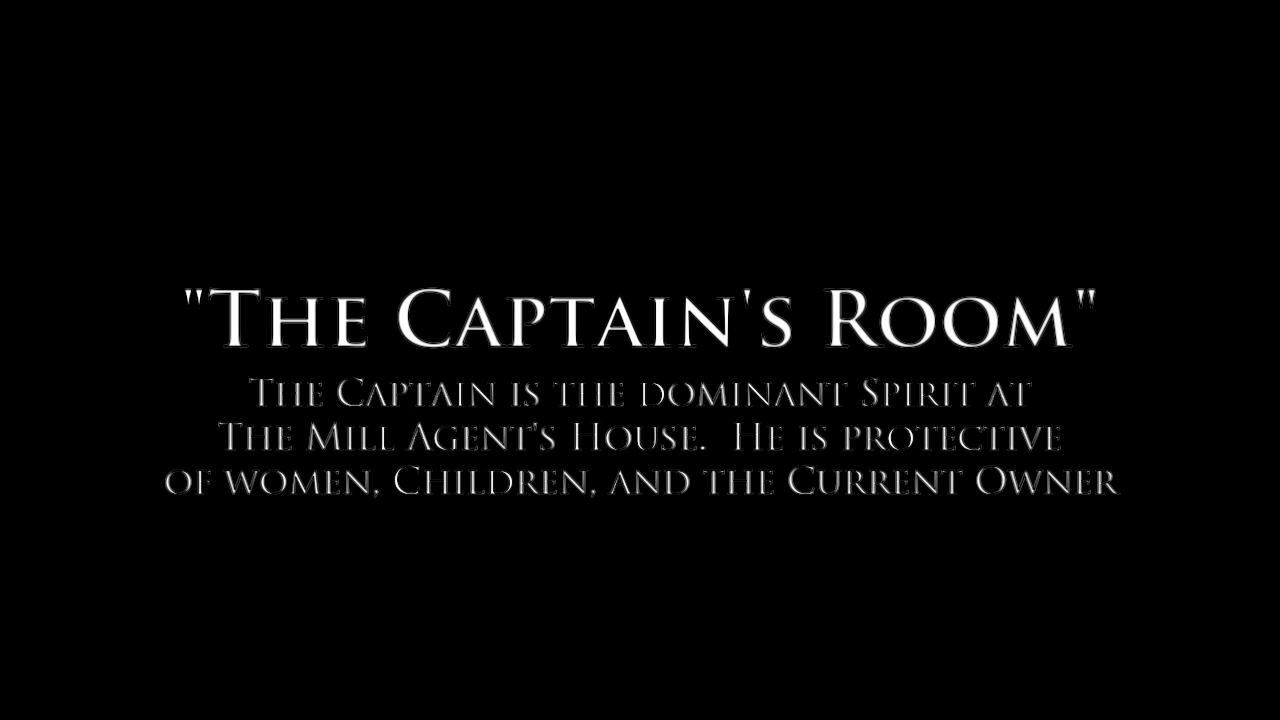 "The Captain's Room"
The Captain is the dominant Spirit at
The Mill Agent's House.  He is protective
of women, Children, and the Current Owner